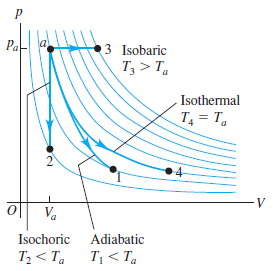 p
pₐ
a
3 Isobaric
T₃ > Tₐ
Isothermal
T₄ = Tₐ
2
1
4
O
Vₐ
V
Isochoric
T₂ < Tₐ
Adiabatic
T₁ < Tₐ